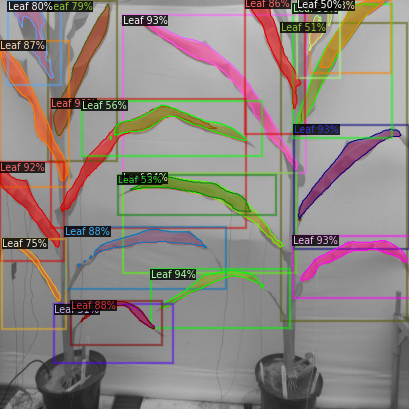 Leaf 80%
Leaf 79%
Leaf 86%
Leaf 50%
Leaf 93%
Leaf 51%
Leaf 87%
Leaf 56%
Leaf 93%
Leaf 92%
Leaf 53%
Leaf 88%
Leaf 75%
Leaf 93%
Leaf 94%
Leaf 88%